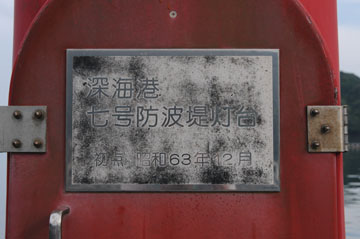 深海港
七号防波堤灯台
初点 昭和63年12月